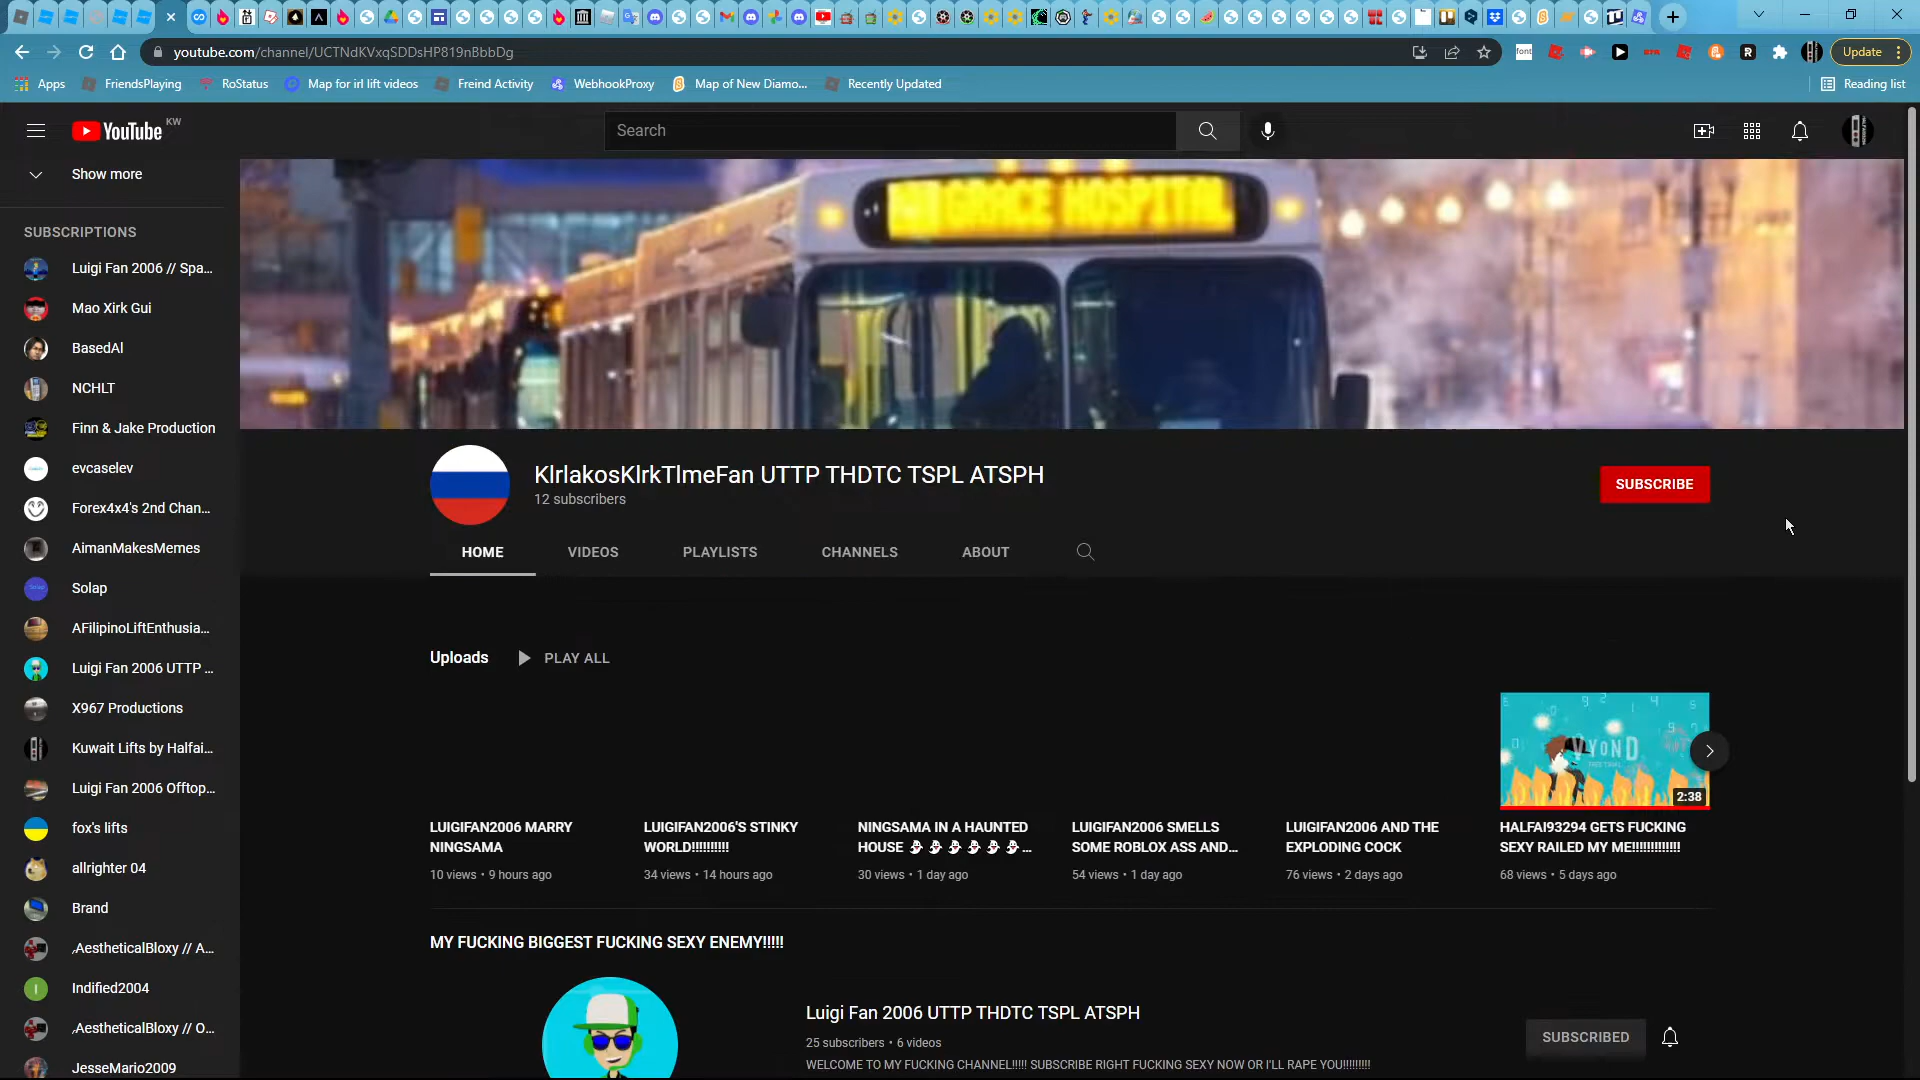 youtube.com/channel/UCTNdKVxqSDDsHP819nBbbDg
Update
Apps
FriendsPlaying
RoStatus
Map for irl lift videos
Freind Activity
WebhookProxy
Map of New Diamo...
Recently Updated
Reading list
YouTube KW
Search
Show more
GRACE HOSPITAL
SUBSCRIPTIONS
Luigi Fan 2006 // Spa...
Mao Xirk Gui
BasedAl
NCHLT
Finn & Jake Production
evcaselev
Forex4x4's 2nd Chan...
AimanMakesMemes
Solap
AFilipinoLiftEnthusia...
Luigi Fan 2006 UTTP ...
X967 Productions
Kuwait Lifts by Halfai...
Luigi Fan 2006 Offtop...
fox's lifts
allrighter 04
Brand
,AestheticalBloxy // A...
Indified2004
,AestheticalBloxy // O...
JesseMario2009
KlrlakosKlrkTlmeFan UTTP THDTC TSPL ATSPH
12 subscribers
SUBSCRIBE
HOME
VIDEOS
PLAYLISTS
CHANNELS
ABOUT
Uploads
PLAY ALL
VYOND
2:38
LUIGIFAN2006 MARRY
NINGSAMA
10 views • 9 hours ago
LUIGIFAN2006'S STINKY
WORLD!!!!!!!!!!
34 views • 14 hours ago
NINGSAMA IN A HAUNTED
HOUSE 👻 👻 👻 👻 👻 👻...
30 views • 1 day ago
LUIGIFAN2006 SMELLS
SOME ROBLOX ASS AND...
54 views • 1 day ago
LUIGIFAN2006 AND THE
EXPLODING COCK
76 views • 2 days ago
HALFAI93294 GETS FUCKING
SEXY RAILED MY ME!!!!!!!!!!!!!
68 views • 5 days ago
MY FUCKING BIGGEST FUCKING SEXY ENEMY!!!!!
Luigi Fan 2006 UTTP THDTC TSPL ATSPH
25 subscribers • 6 videos
WELCOME TO MY FUCKING CHANNEL!!!!! SUBSCRIBE RIGHT FUCKING SEXY NOW OR I'LL RAPE YOU!!!!!!!!!
SUBSCRIBED